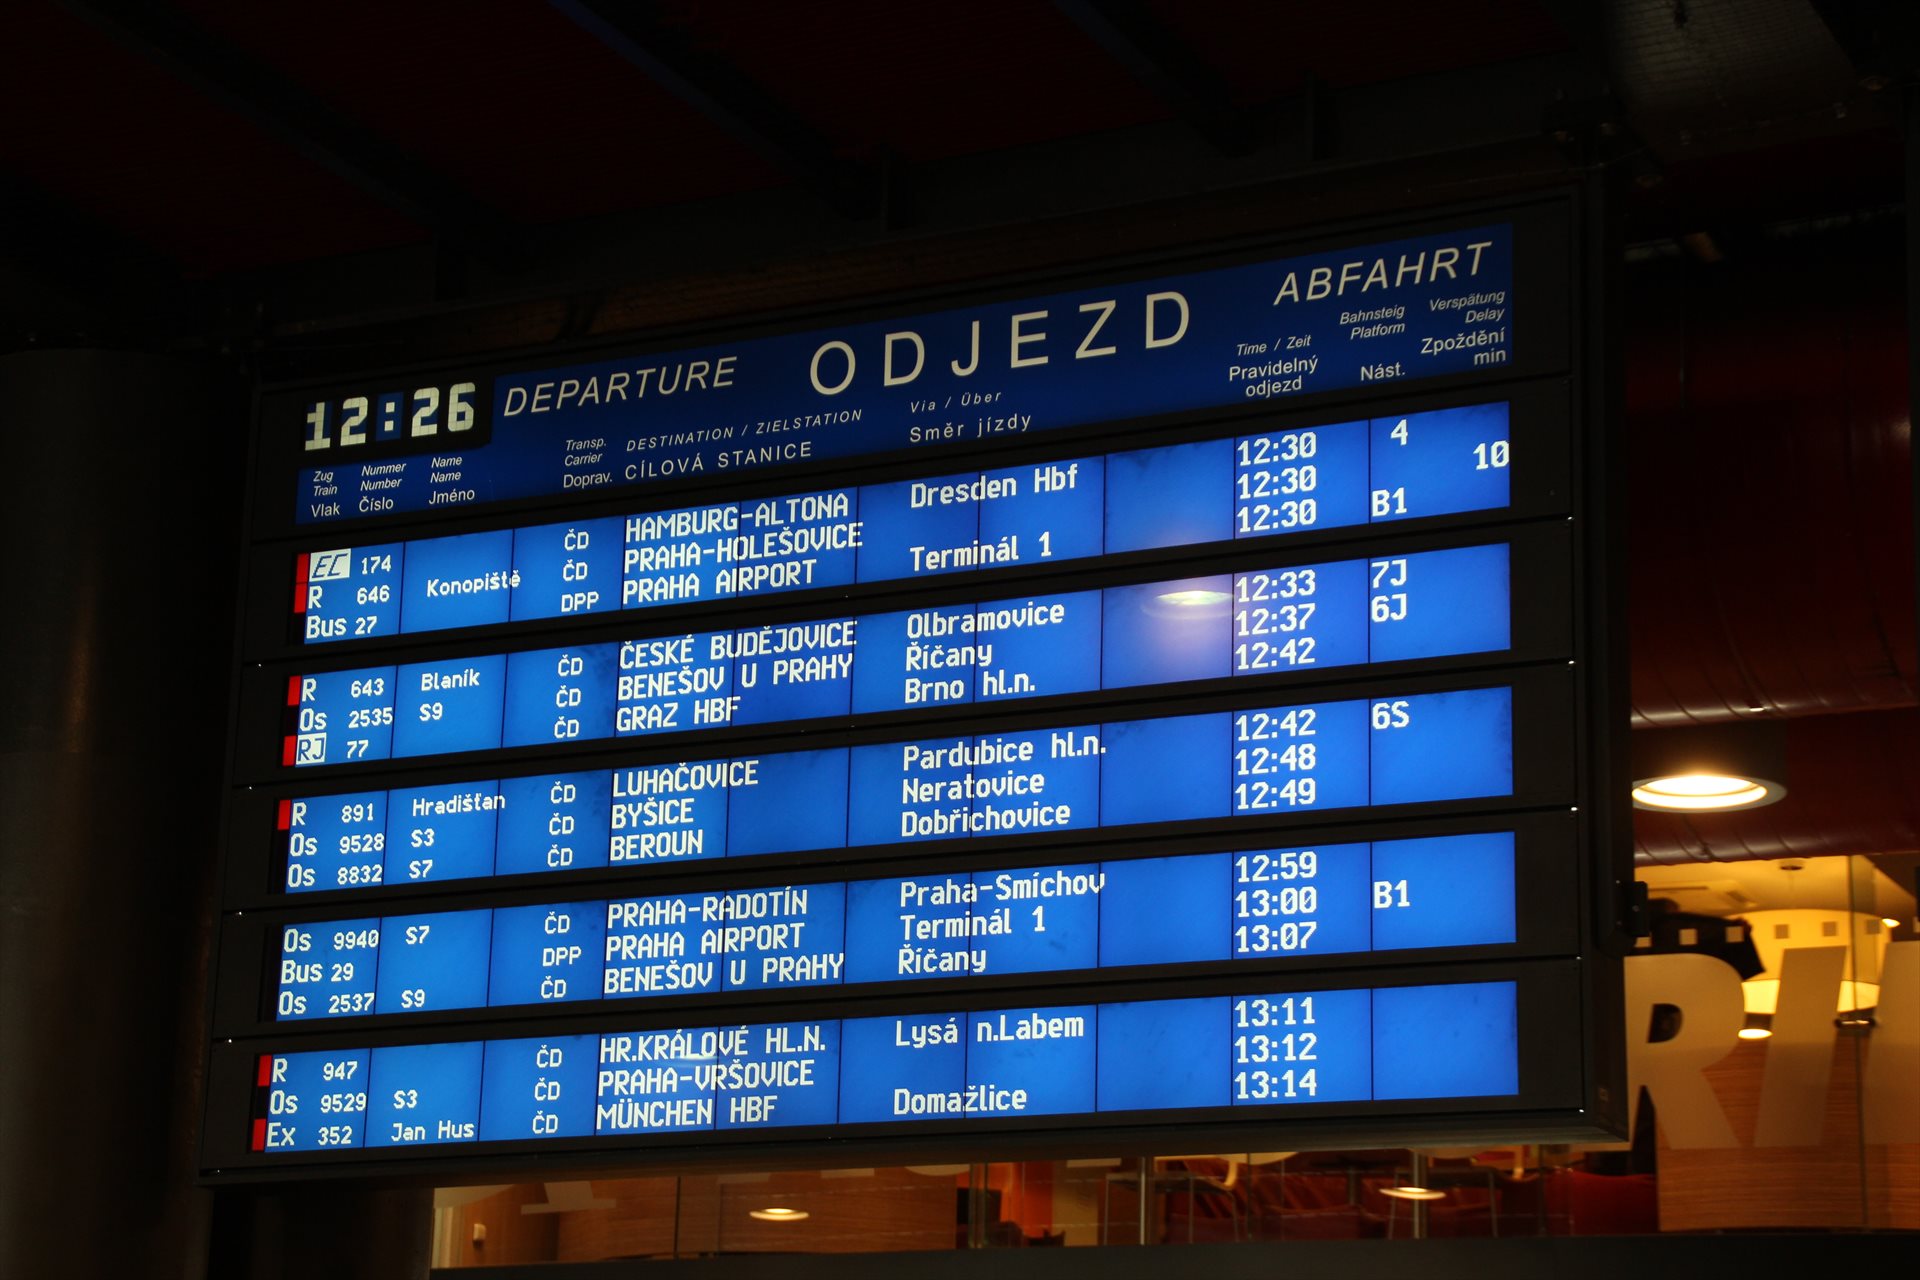 12:26 DEPARTURE ODJEZD ABFAHRT
Zug Train Vlak
Nummer Number Číslo
Name Name Jméno
Transp. Carrier Doprav.
DESTINATION / ZIELSTATION
CÍLOVÁ STANICE
Via / Über
Směr jízdy
Time / Zeit
Pravidelný odjezd
Bahnsteig Platform Nást.
Verspätung Delay Zpoždění min
EC 174 ČD HAMBURG-ALTONA Dresden Hbf 12:30 4
R 646 Konopiště ČD PRAHA-HOLEŠOVICE 12:30 10
Bus 27 DPP PRAHA AIRPORT Terminál 1 12:30 B1
R 643 Blaník ČD ČESKÉ BUDĚJOVICE Olbramovice 12:33 7J
Os 2535 S9 ČD BENEŠOV U PRAHY Říčany 12:37 6J
RJ 77 ČD GRAZ HBF Brno hl.n. 12:42
R 891 Hradišťan ČD LUHAČOVICE Pardubice hl.n. 12:42 6S
Os 9528 S3 ČD BYŠICE Neratovice 12:48
Os 8832 S7 ČD BEROUN Dobřichovice 12:49
Os 9940 S7 ČD PRAHA-RADOTÍN Praha-Smíchov 12:59
Bus 29 DPP PRAHA AIRPORT Terminál 1 13:00 B1
Os 2537 S9 ČD BENEŠOV U PRAHY Říčany 13:07
R 947 ČD HR.KRÁLOVÉ HL.N. Lysá n.Labem 13:11
Os 9529 S3 ČD PRAHA-VRŠOVICE 13:12
Ex 352 Jan Hus ČD MÜNCHEN HBF Domažlice 13:14